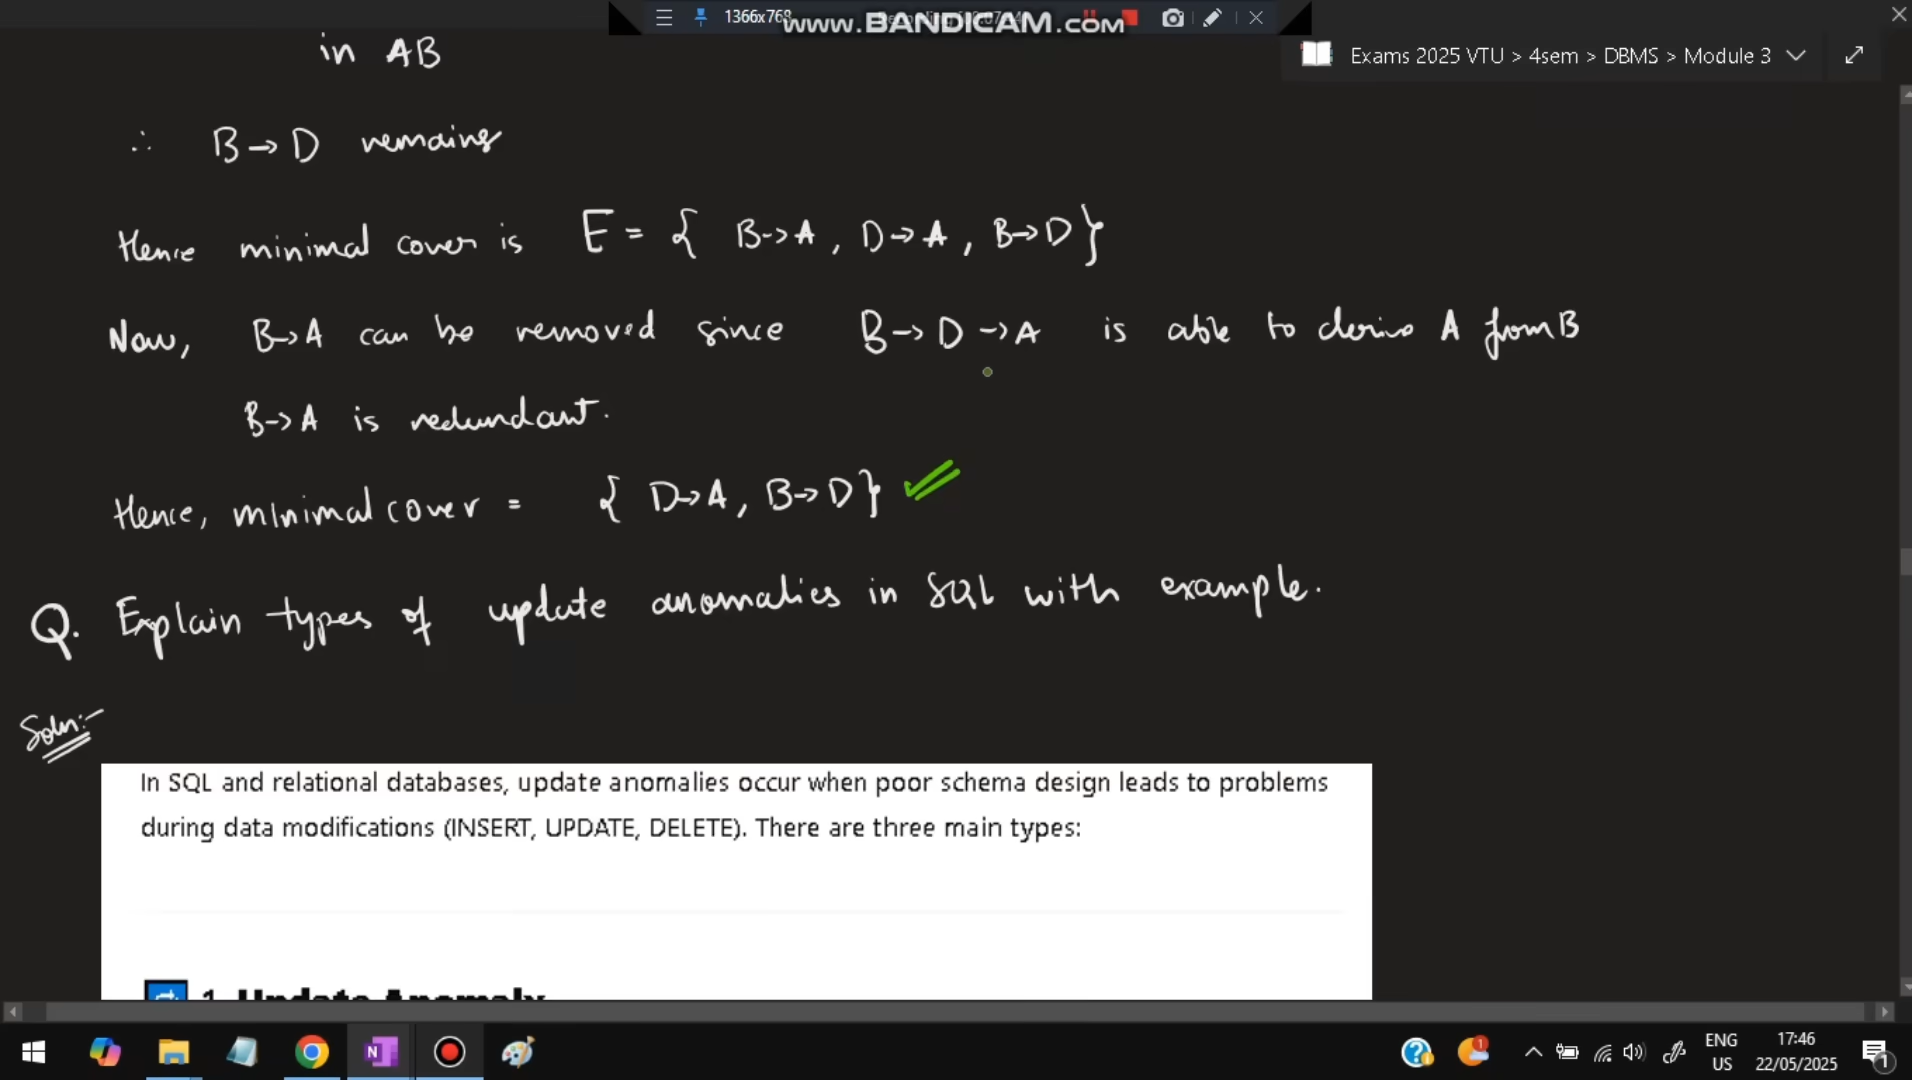 1366x768
www.BANDICAM.com
Exams 2025 VTU > 4sem > DBMS > Module 3
in AB
∴ B→D remains
Hence minimal cover is E = { B→A, D→A, B→D}
Now, B→A can be removed since B→D→A is able to derive A from B
B→A is redundant.
Hence, minimal cover = { D→A, B→D}
Q. Explain types of update anomalies in SQL with example.
Soln:-
In SQL and relational databases, update anomalies occur when poor schema design leads to problems
during data modifications (INSERT, UPDATE, DELETE). There are three main types:
1. Update Anomaly
ENG
US
17:46
22/05/2025